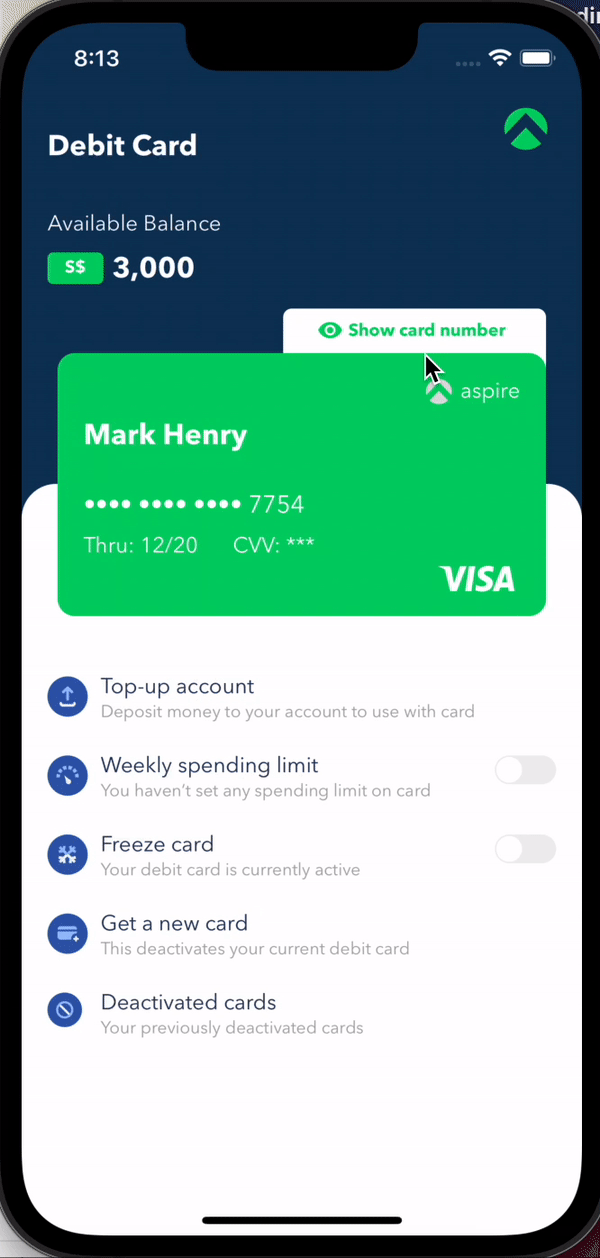 8:13
Debit Card
Available Balance
S$ 3,000
Show card number
aspire
Mark Henry
•••• •••• •••• 7754
Thru: 12/20 CVV: ***
VISA
Top-up account
Deposit money to your account to use with card
Weekly spending limit
You haven’t set any spending limit on card
Freeze card
Your debit card is currently active
Get a new card
This deactivates your current debit card
Deactivated cards
Your previously deactivated cards